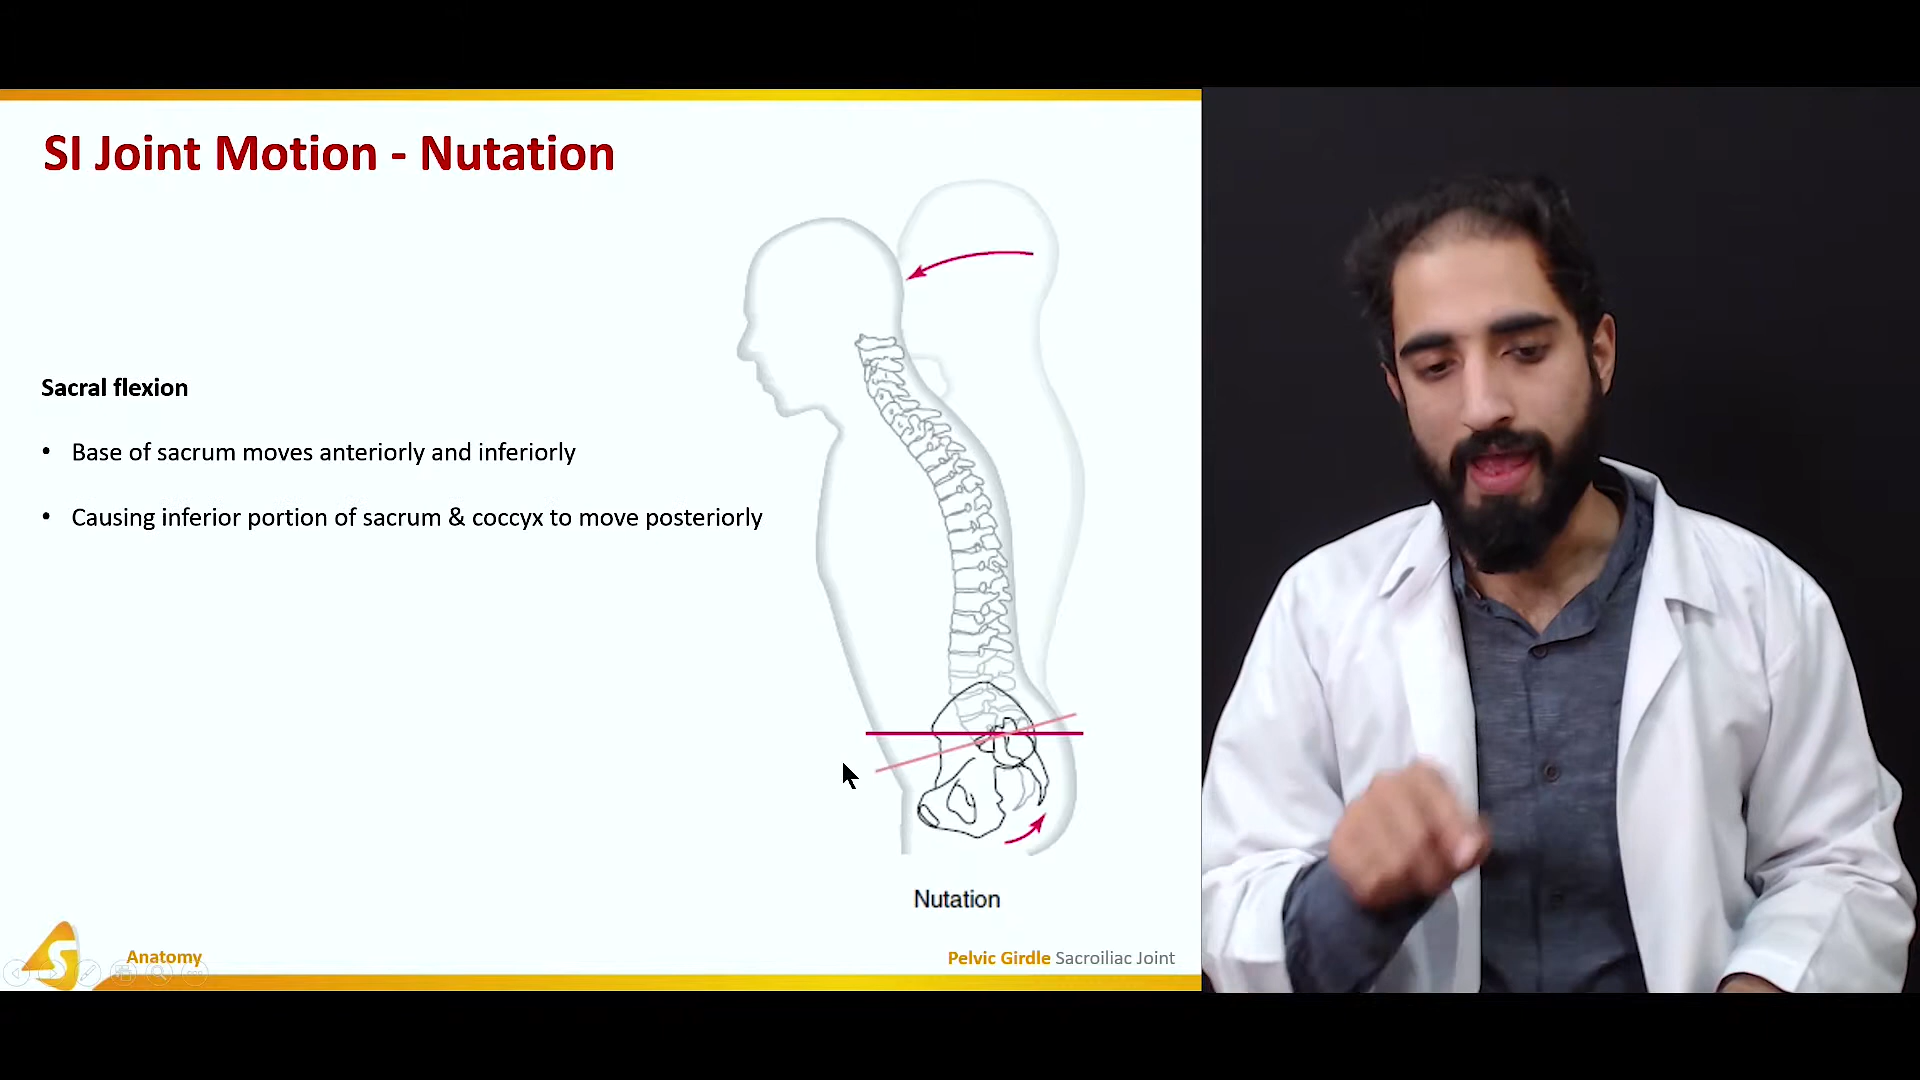 SI Joint Motion - Nutation
Sacral flexion
• Base of sacrum moves anteriorly and inferiorly
• Causing inferior portion of sacrum & coccyx to move posteriorly
Nutation
S
Anatomy
Pelvic Girdle Sacroiliac Joint